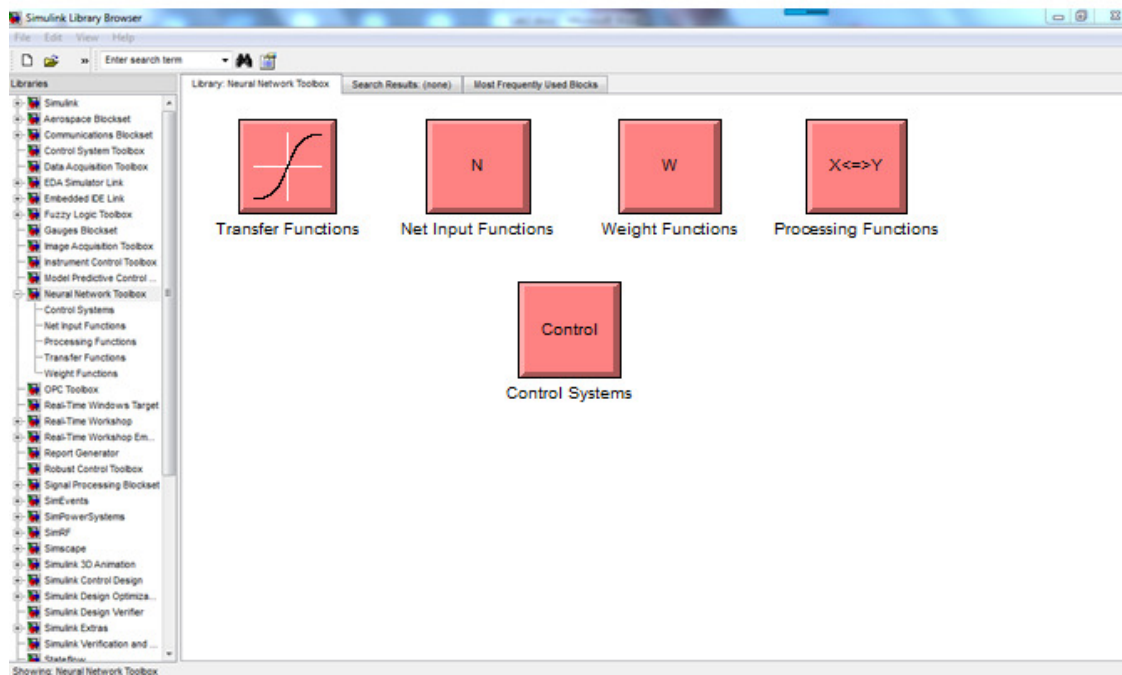 Simulink Library Browser
File Edit View Help
» Enter search term
Libraries
Library: Neural Network Toolbox Search Results: (none) Most Frequently Used Blocks
Simulink
Aerospace Blockset
Communications Blockset
Control System Toolbox
Data Acquisition Toolbox
EDA Simulator Link
Embedded IDE Link
Fuzzy Logic Toolbox
Gauges Blockset
Image Acquisition Toolbox
Instrument Control Toolbox
Model Predictive Control ...
Neural Network Toolbox
Control Systems
Net Input Functions
Processing Functions
Transfer Functions
Weight Functions
OPC Toolbox
Real-Time Windows Target
Real-Time Workshop
Real-Time Workshop Em...
Report Generator
Robust Control Toolbox
Signal Processing Blockset
SimEvents
SimPowerSystems
SimRF
Simscape
Simulink 3D Animation
Simulink Control Design
Simulink Design Optimiza...
Simulink Design Verifier
Simulink Extras
Simulink Verification and ...
Stateflow
N W X<=>Y
Transfer Functions Net Input Functions Weight Functions Processing Functions
Control
Control Systems
Showing: Neural Network Toolbox